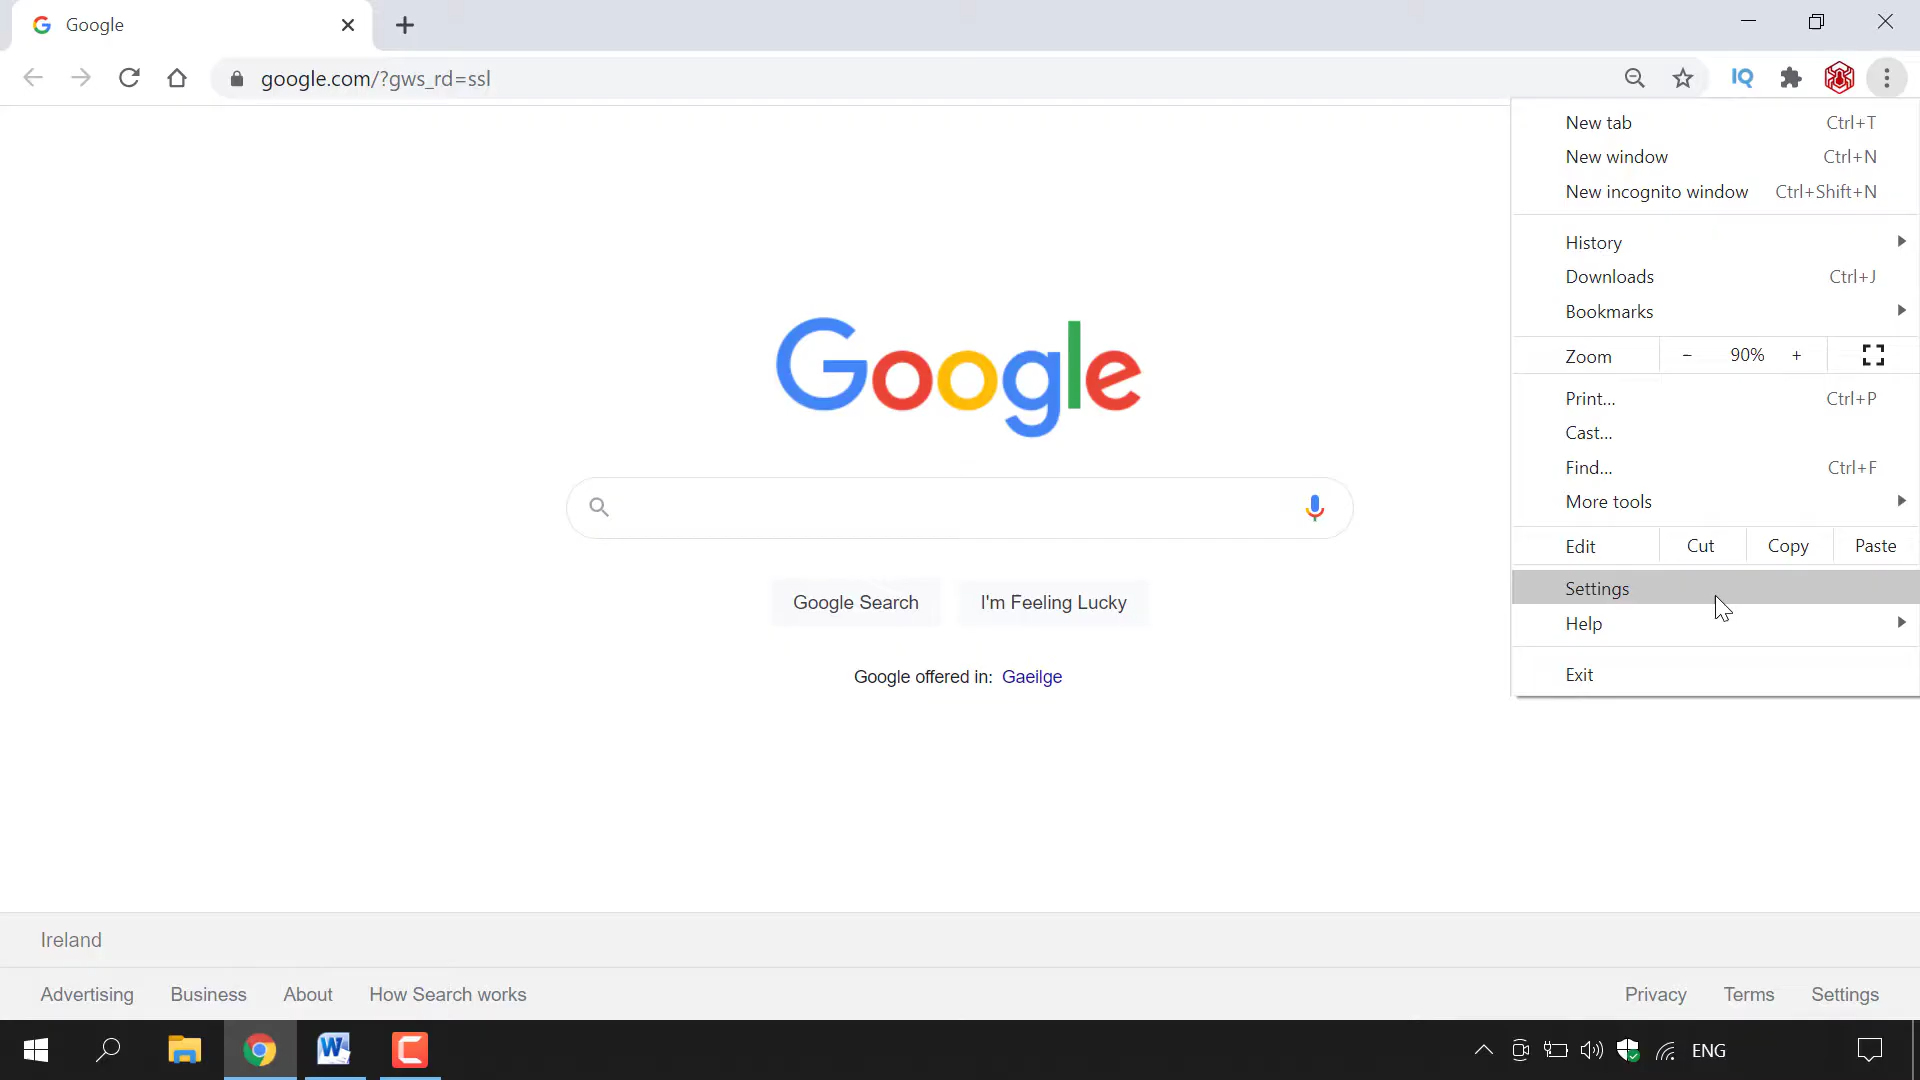 Google
google.com/?gws_rd=ssl
IQ
New tab Ctrl+T
New window Ctrl+N
New incognito window Ctrl+Shift+N
History
Downloads Ctrl+J
Bookmarks
Zoom - 90% +
Print... Ctrl+P
Cast...
Find... Ctrl+F
More tools
Edit Cut Copy Paste
Settings
Help
Exit
Google
Google Search I'm Feeling Lucky
Google offered in: Gaeilge
Ireland
Advertising Business About How Search works Privacy Terms Settings
W C ENG